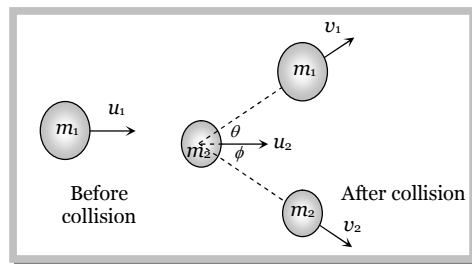 v₁
m₁
u₁
m₁
θ
u₂
m₂
ϕ
Before
collision
After collision
m₂
v₂